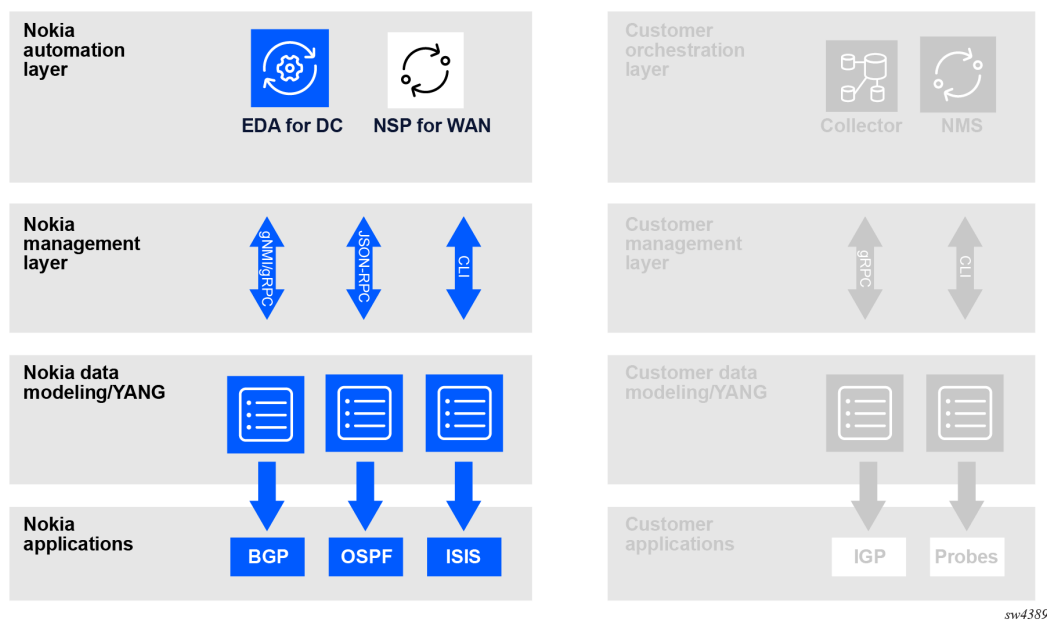 Nokia
automation
layer
EDA for DC
NSP for WAN
Nokia
management
layer
gNMI/gRPC
JSON-RPC
CLI
Nokia data
modeling/YANG
Nokia
applications
BGP
OSPF
ISIS
Customer
orchestration
layer
Collector
NMS
Customer
management
layer
gRPC
CLI
Customer data
modeling/YANG
Customer
applications
IGP
Probes
sw4389